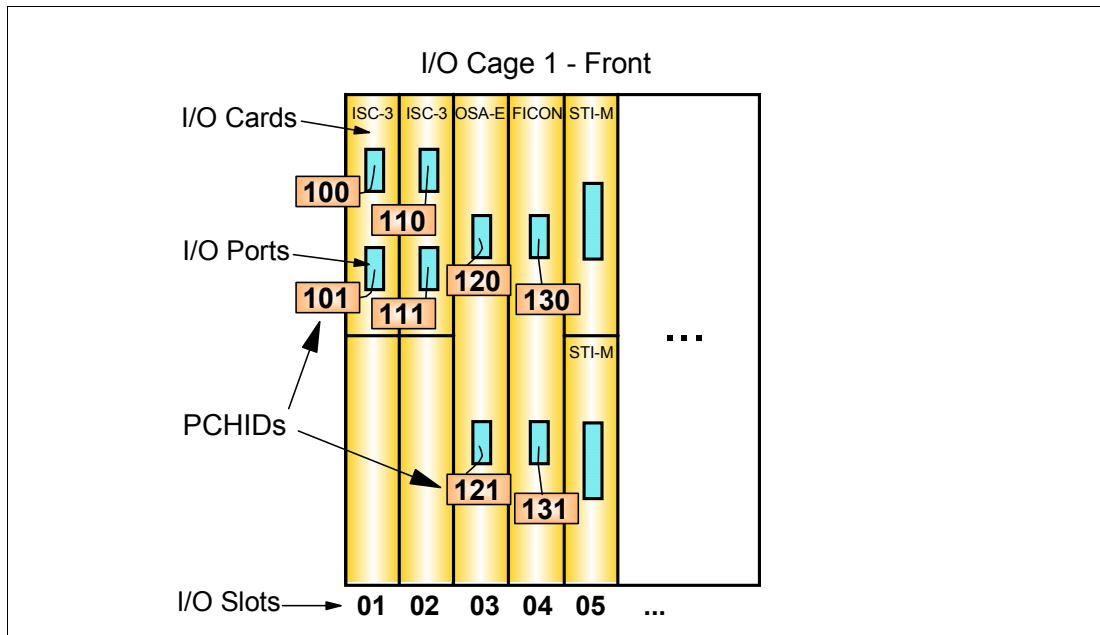 I/O Cage 1 - Front
I/O Cards
ISC-3 ISC-3 OSA-E FICON STI-M
100
110
I/O Ports
120 130
101
111
...
STI-M
PCHIDs
121 131
I/O Slots 01 02 03 04 05 ...